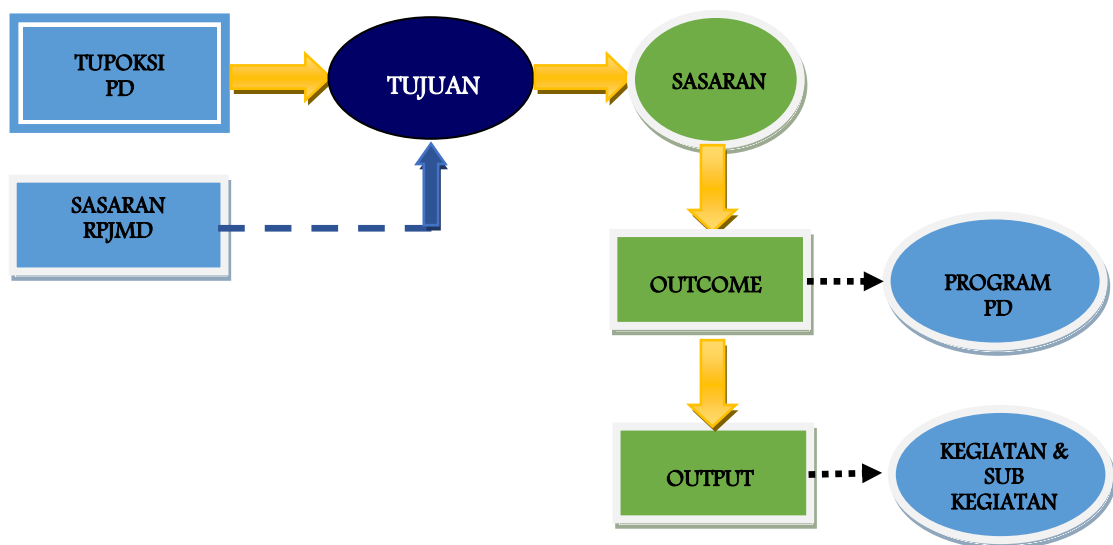 TUPOKSI
PD
TUJUAN
SASARAN
SASARAN
RPJMD
OUTCOME
PROGRAM
PD
OUTPUT
KEGIATAN &
SUB
KEGIATAN